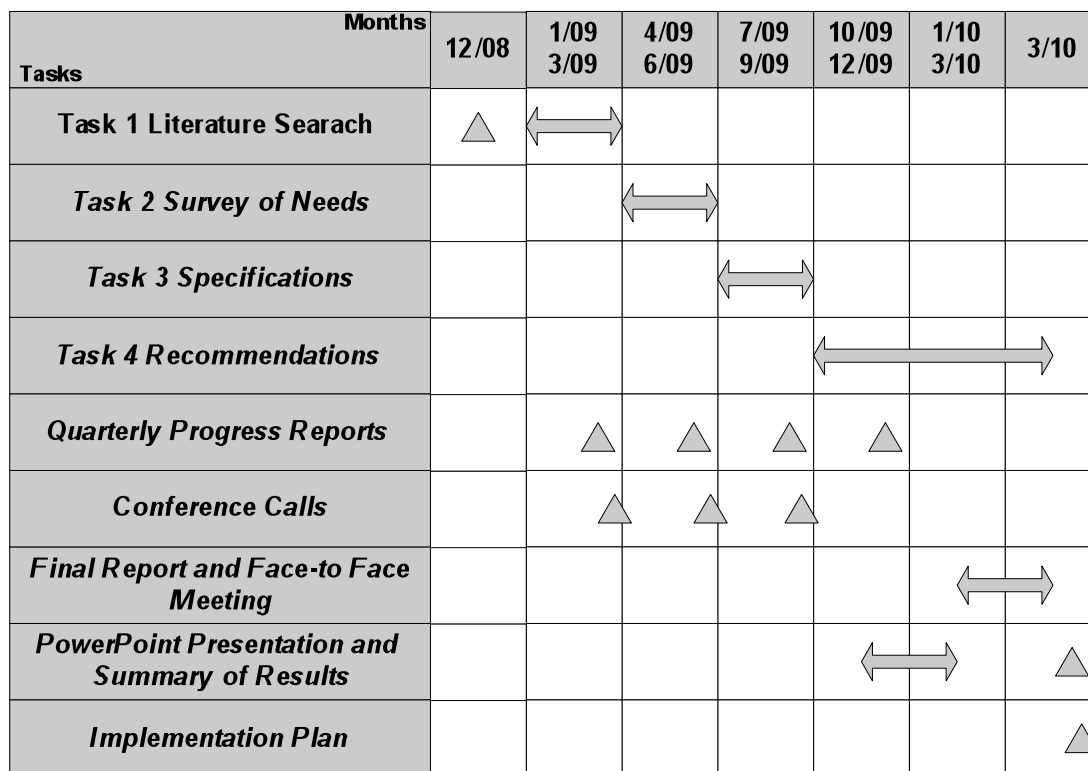 Months
Tasks
12/08
1/09
3/09
4/09
6/09
7/09
9/09
10/09
12/09
1/10
3/10
3/10
Task 1 Literature Searach
Task 2 Survey of Needs
Task 3 Specifications
Task 4 Recommendations
Quarterly Progress Reports
Conference Calls
Final Report and Face-to Face
Meeting
PowerPoint Presentation and
Summary of Results
Implementation Plan